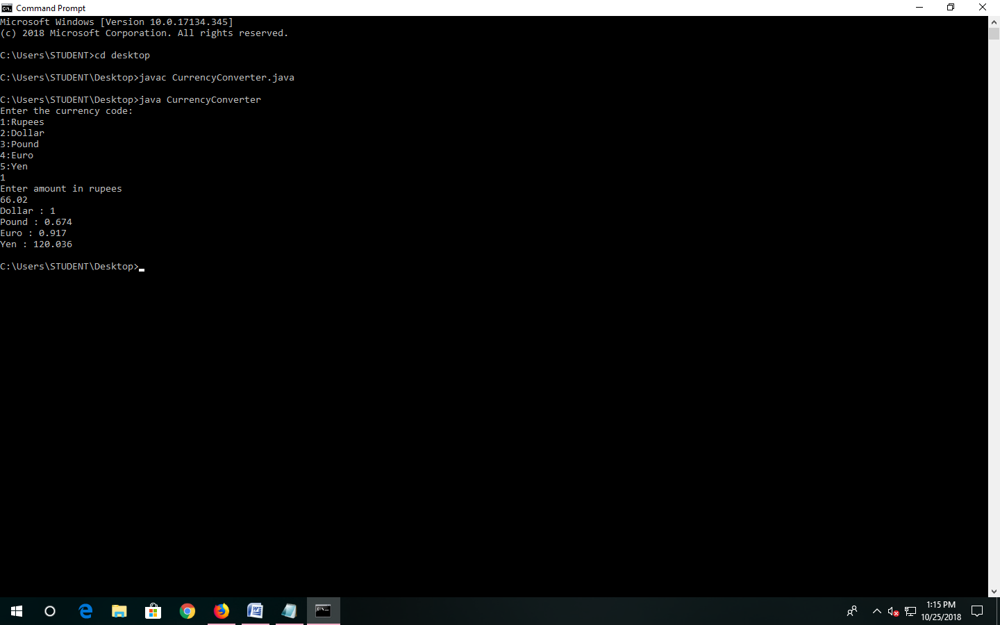 Command Prompt
Microsoft Windows [Version 10.0.17134.345]
(c) 2018 Microsoft Corporation. All rights reserved.
C:\Users\STUDENT>cd desktop
C:\Users\STUDENT\Desktop>javac CurrencyConverter.java
C:\Users\STUDENT\Desktop>java CurrencyConverter
Enter the currency code:
1:Rupees
2:Dollar
3:Pound
4:Euro
5:Yen
1
Enter amount in rupees
66.02
Dollar : 1
Pound : 0.674
Euro : 0.917
Yen : 120.036
C:\Users\STUDENT\Desktop>
1:15 PM
10/25/2018